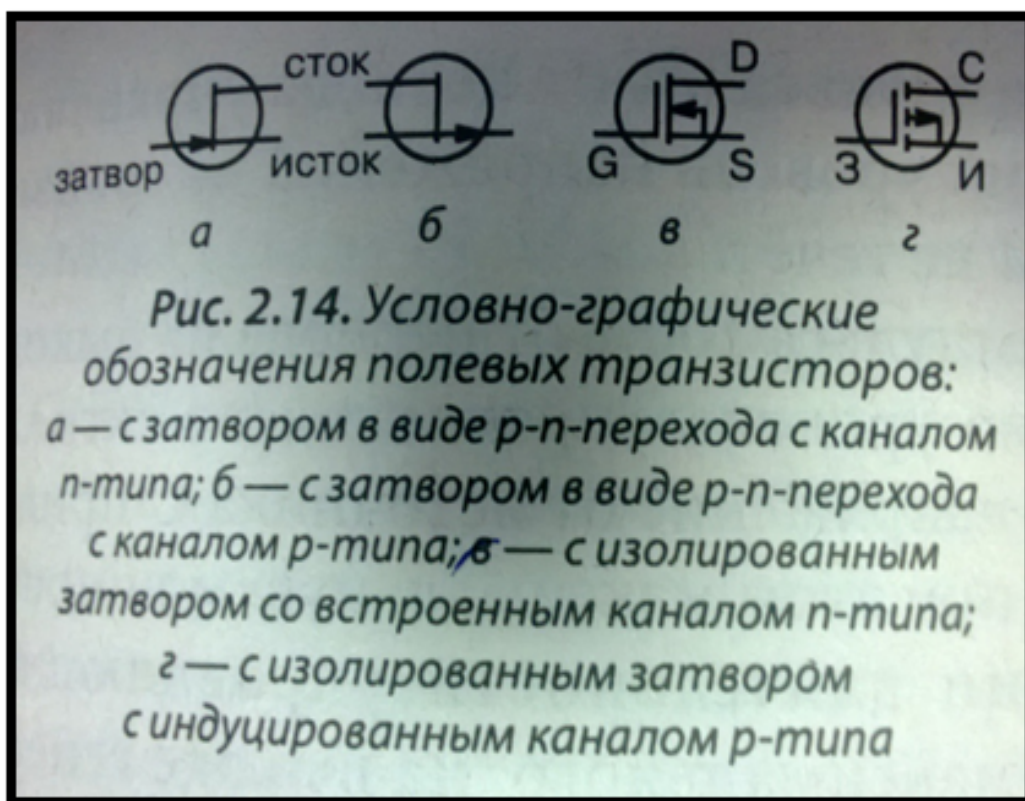 сток
D
C
затвор
исток
G
S
З
И
а
б
в
г
Рис. 2.14. Условно-графические
обозначения полевых транзисторов:
а — с затвором в виде p-n-перехода с каналом
n-типа; б — с затвором в виде p-n-перехода
с каналом p-типа; в — с изолированным
затвором со встроенным каналом n-типа;
г — с изолированным затвором
с индуцированным каналом p-типа